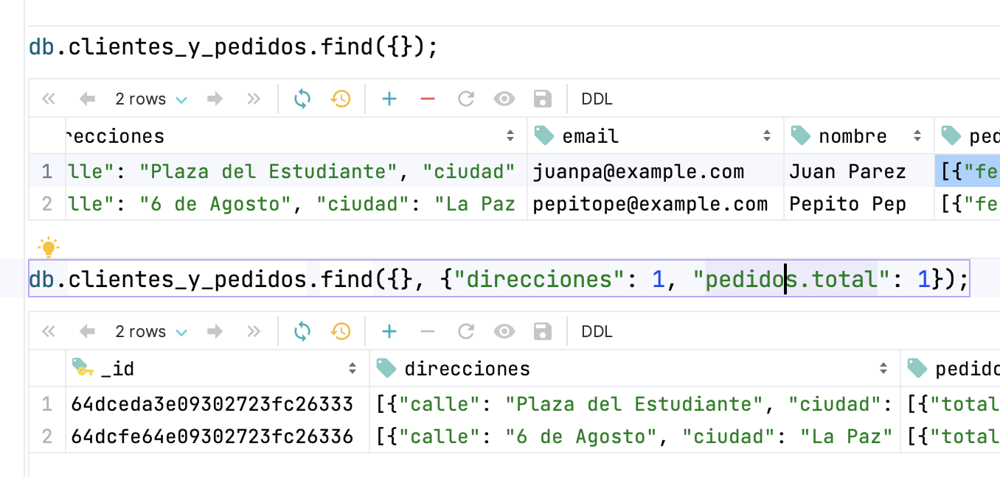 db.clientes_y_pedidos.find({});
2 rows DDL
recciones email nombre ped
1 lle": "Plaza del Estudiante", "ciudad" juanpa@example.com Juan Parez [{"fe
2 lle": "6 de Agosto", "ciudad": "La Paz pepitope@example.com Pepito Pep [{"fe
db.clientes_y_pedidos.find({}, {"direcciones": 1, "pedidos.total": 1});
2 rows DDL
_id direcciones pedido
1 64dceda3e09302723fc26333 [{"calle": "Plaza del Estudiante", "ciudad": [{"total
2 64dcfe64e09302723fc26336 [{"calle": "6 de Agosto", "ciudad": "La Paz" [{"total